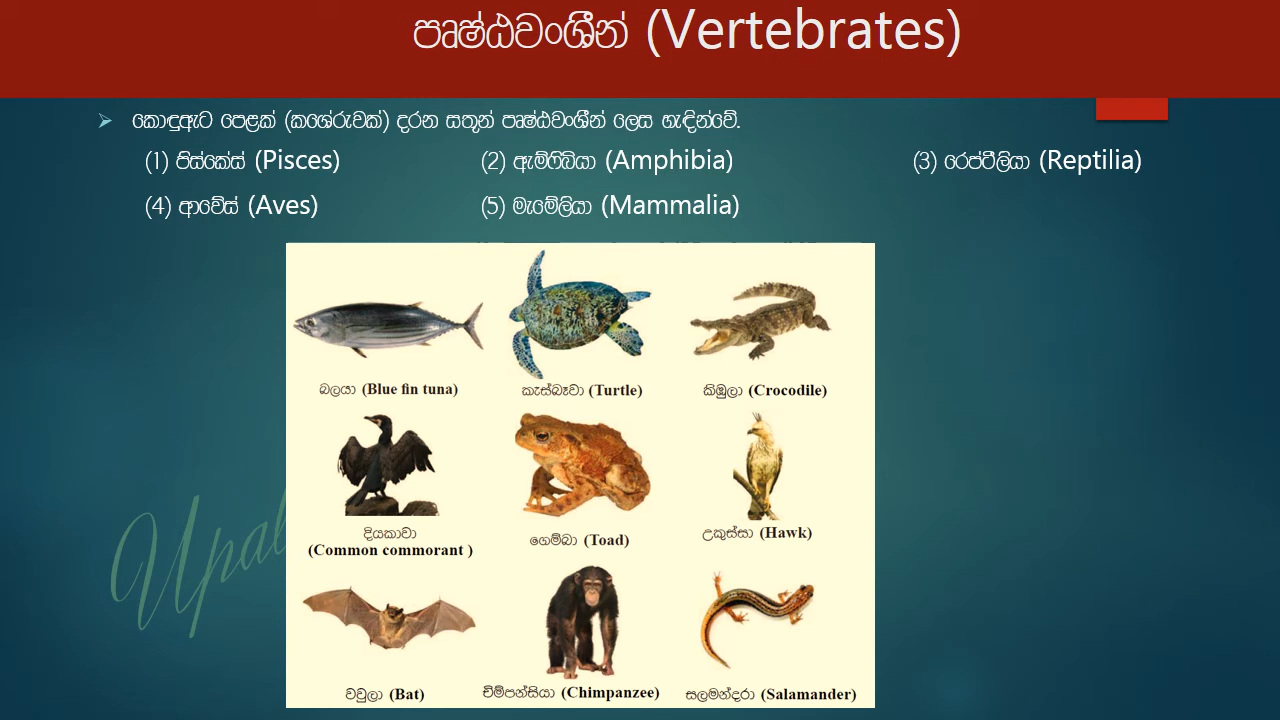 පෘෂ්ඨවංශීන් (Vertebrates)
කොඳුඇට පෙළක් (කශේරුවක්) දරන සතුන් පෘෂ්ඨවංශීන් ලෙස හැඳින්වේ.
(1) පිස්කේස් (Pisces) (2) ඇම්ෆිබියා (Amphibia) (3) රෙප්ටීලියා (Reptilia)
(4) ආවේස් (Aves) (5) මැමේලියා (Mammalia)
බලයා (Blue fin tuna) කැස්බෑවා (Turtle) කිඹුලා (Crocodile)
දියකාවා
(Common commorant ) ගෙම්බා (Toad) උකුස්සා (Hawk)
වවුලා (Bat) චිම්පන්සියා (Chimpanzee) සලමන්දරා (Salamander)